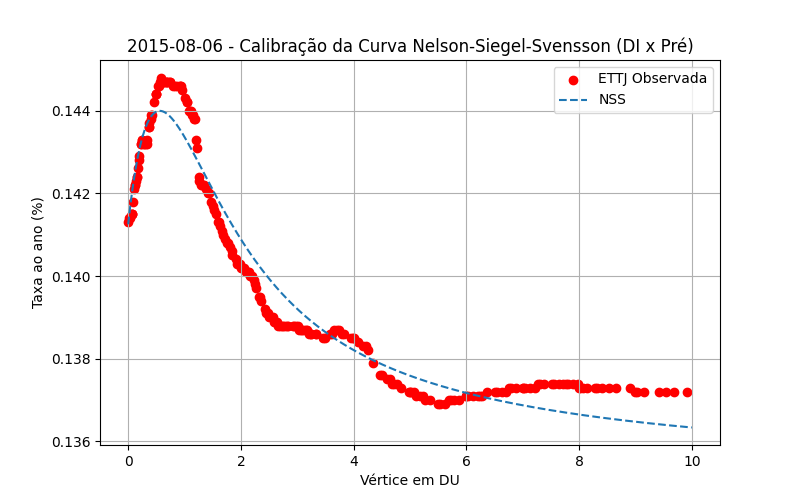 2015-08-06 - Calibração da Curva Nelson-Siegel-Svensson (DI x Pré)
ETTJ Observada
NSS
Taxa ao ano (%)
0.144
0.142
0.140
0.138
0.136
0 2 4 6 8 10
Vértice em DU